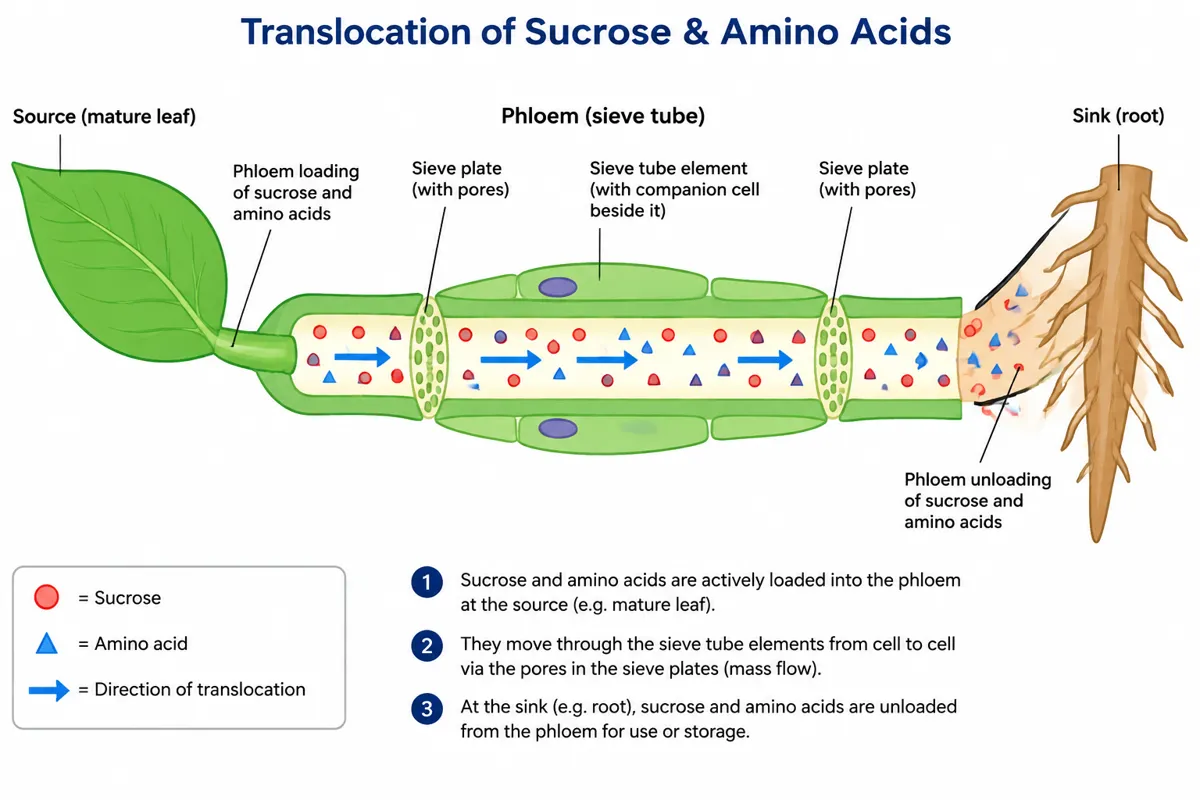 Translocation of Sucrose & Amino Acids
Source (mature leaf)
Phloem (sieve tube)
Sink (root)
Phloem loading
of sucrose and
amino acids
Sieve plate
(with pores)
Sieve tube element
(with companion cell
beside it)
Sieve plate
(with pores)
Phloem unloading
of sucrose and
amino acids
= Sucrose
= Amino acid
= Direction of translocation
1 Sucrose and amino acids are actively loaded into the phloem
at the source (e.g. mature leaf).
2 They move through the sieve tube elements from cell to cell
via the pores in the sieve plates (mass flow).
3 At the sink (e.g. root), sucrose and amino acids are unloaded
from the phloem for use or storage.